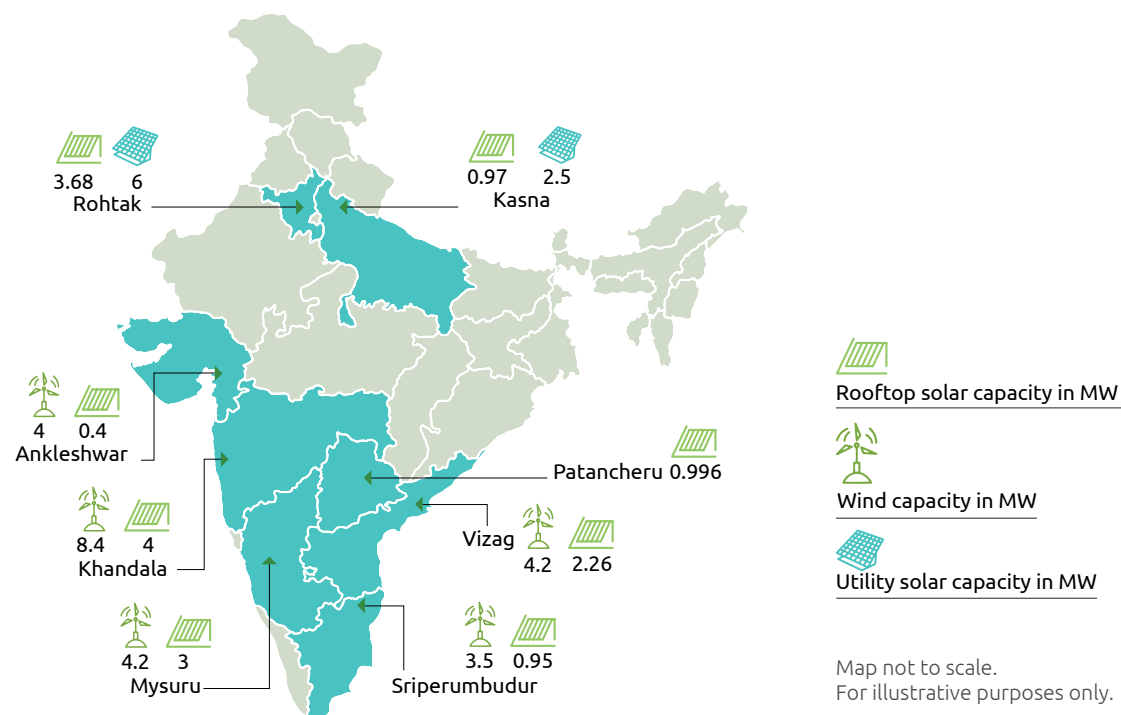 3.68 6
Rohtak
0.97 2.5
Kasna
4 0.4
Ankleshwar
Patancheru 0.996
8.4 4
Khandala
Vizag
4.2 2.26
4.2 3
Mysuru
3.5 0.95
Sriperumbudur
Rooftop solar capacity in MW
Wind capacity in MW
Utility solar capacity in MW
Map not to scale.
For illustrative purposes only.